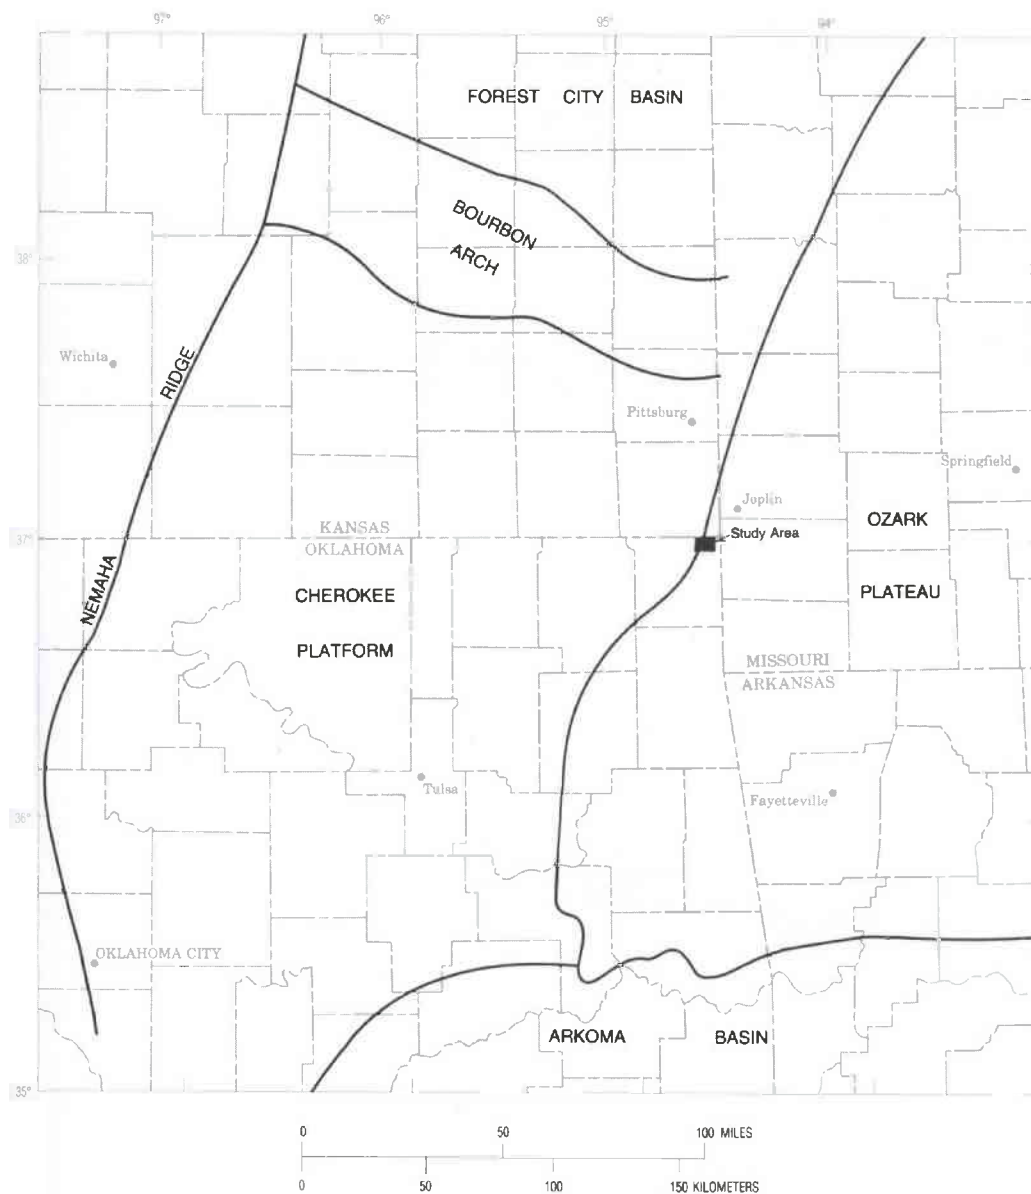 97°
96°
95°
94°
FOREST CITY BASIN
BOURBON
ARCH
38°
Wichita
RIDGE
Pittsburg
Springfield
Joplin
OZARK
KANSAS
OKLAHOMA
37°
Study Area
NEMAHA
CHEROKEE
PLATEAU
PLATFORM
MISSOURI
ARKANSAS
Tulsa
Fayetteville
36°
OKLAHOMA CITY
ARKOMA BASIN
35°
0 50 100 MILES
0 50 100 150 KILOMETERS